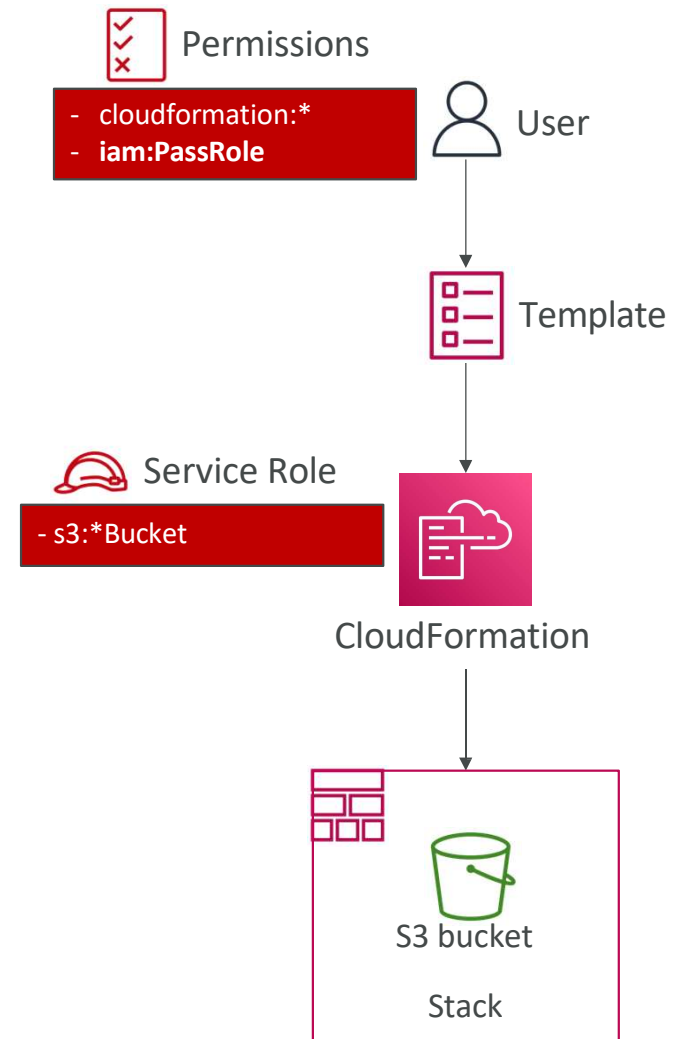 Permissions
- cloudformation:*
- iam:PassRole
User
Template
Service Role
- s3:*Bucket
CloudFormation
S3 bucket
Stack